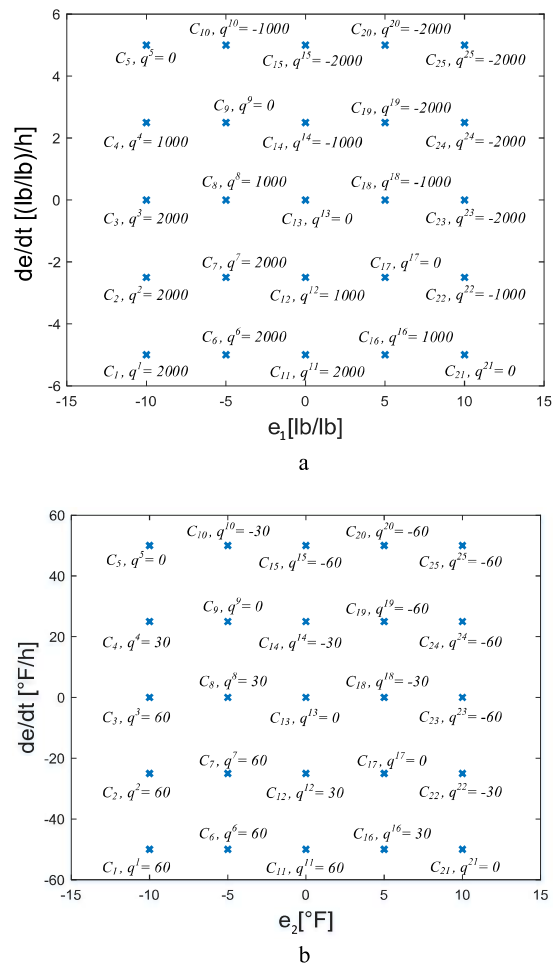 6
C10, q10= -1000
C20, q20= -2000
C5, q5= 0
C15, q15= -2000
C25, q25= -2000
4
C9, q9= 0
C19, q19= -2000
C4, q4= 1000
C14, q14= -1000
C24, q24= -2000
2
C8, q8= 1000
C18, q18= -1000
0
C3, q3= 2000
C13, q13= 0
C23, q23= -2000
de/dt [(lb/lb)/h]
-2
C7, q7= 2000
C17, q17= 0
C2, q2= 2000
C12, q12= 1000
C22, q22= -1000
-4
C6, q6= 2000
C16, q16= 1000
C1, q1= 2000
C11, q11= 2000
C21, q21= 0
-6
-15 -10 -5 0 5 10 15
e1[lb/lb]
a
60
C10, q10= -30
C20, q20= -60
C5, q5= 0
C15, q15= -60
C25, q25= -60
40
C9, q9= 0
C19, q19= -60
20
C4, q4= 30
C14, q14= -30
C24, q24= -60
C8, q8= 30
C18, q18= -30
0
C3, q3= 60
C13, q13= 0
C23, q23= -60
de/dt [°F/h]
-20
C7, q7= 60
C17, q17= 0
C2, q2= 60
C12, q12= 30
C22, q22= -30
-40
C6, q6= 60
C16, q16= 30
C1, q1= 60
C11, q11= 60
C21, q21= 0
-60
-15 -10 -5 0 5 10 15
e2[°F]
b